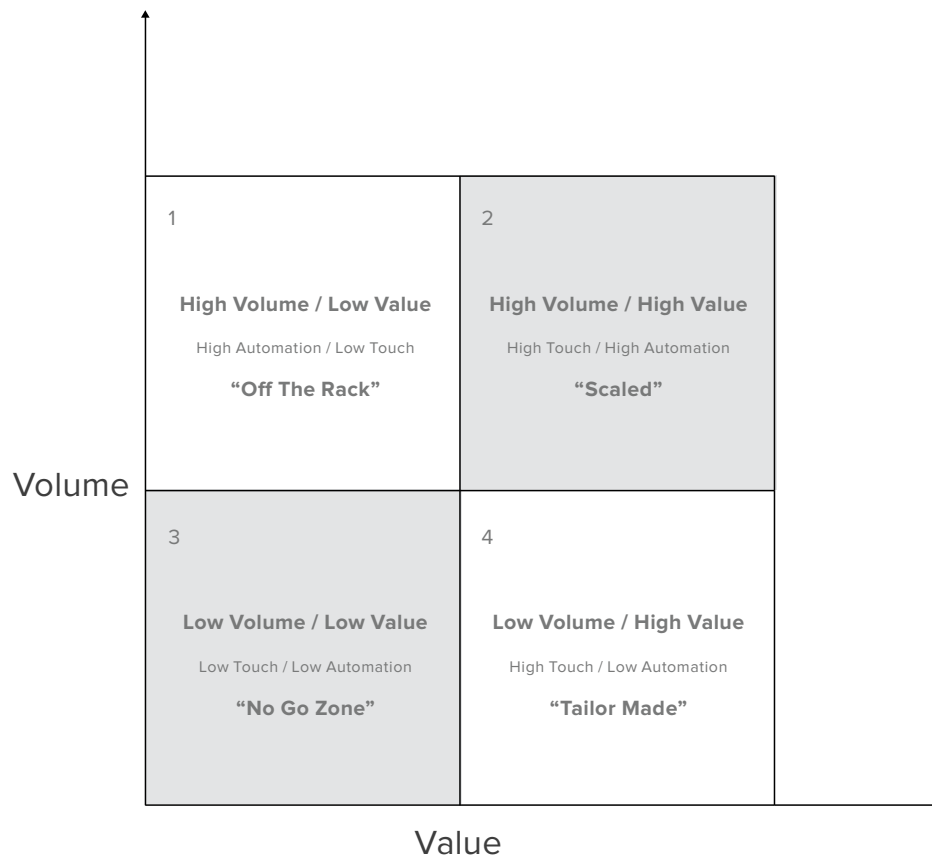 1
High Volume / Low Value
High Automation / Low Touch
“Off The Rack”
2
High Volume / High Value
High Touch / High Automation
“Scaled”
Volume
3
Low Volume / Low Value
Low Touch / Low Automation
“No Go Zone”
4
Low Volume / High Value
High Touch / Low Automation
“Tailor Made”
Value